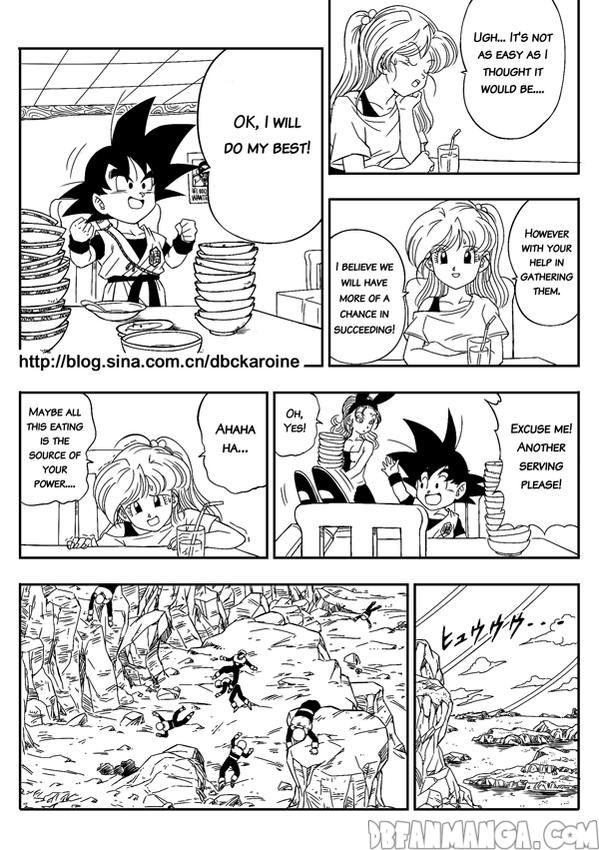 UGH... IT'S NOT
AS EASY AS I
THOUGHT IT
WOULD BE....
OK, I WILL
DO MY BEST!
HOWEVER
WITH YOUR
HELP IN
GATHERING
THEM.
I BELIEVE WE
WILL HAVE
MORE OF A
CHANCE IN
SUCCEEDING!
http://blog.sina.com.cn/dbckaroine
MAYBE ALL
THIS EATING
IS THE
SOURCE OF
YOUR
POWER....
AHAHA
HA...
OH,
YES!
EXCUSE ME!
ANOTHER
SERVING
PLEASE!
ヒュウウウ...
DBFANMANGA.COM